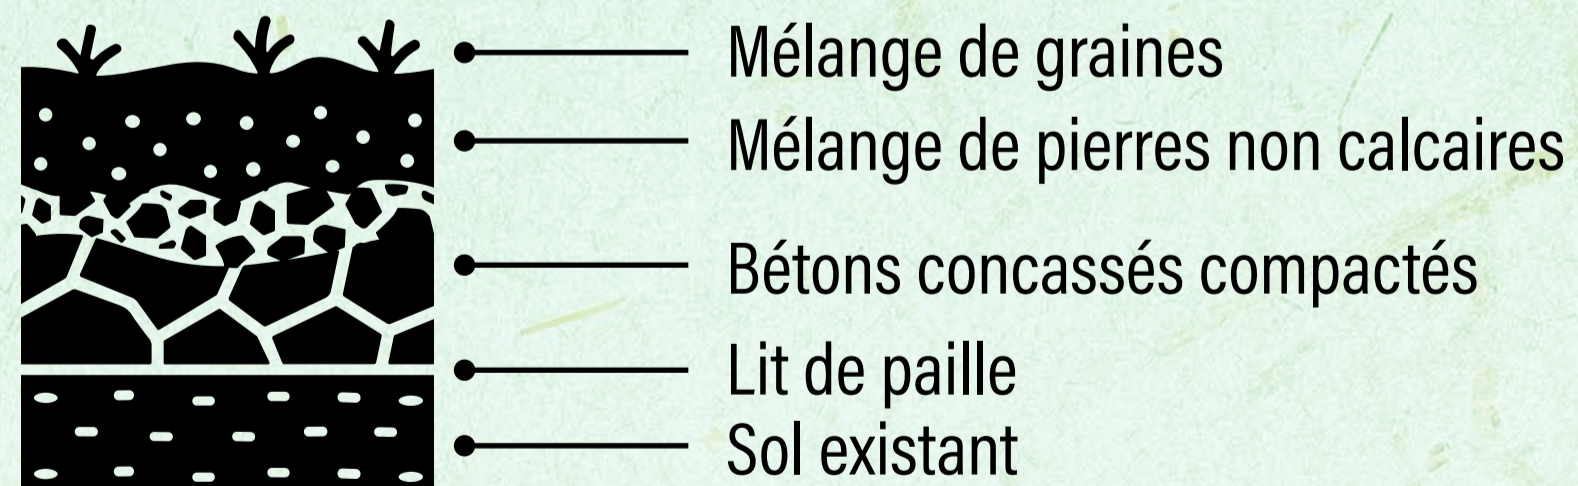 Mélange de graines
Mélange de pierres non calcaires
Bétons concassés compactés
Lit de paille
Sol existant